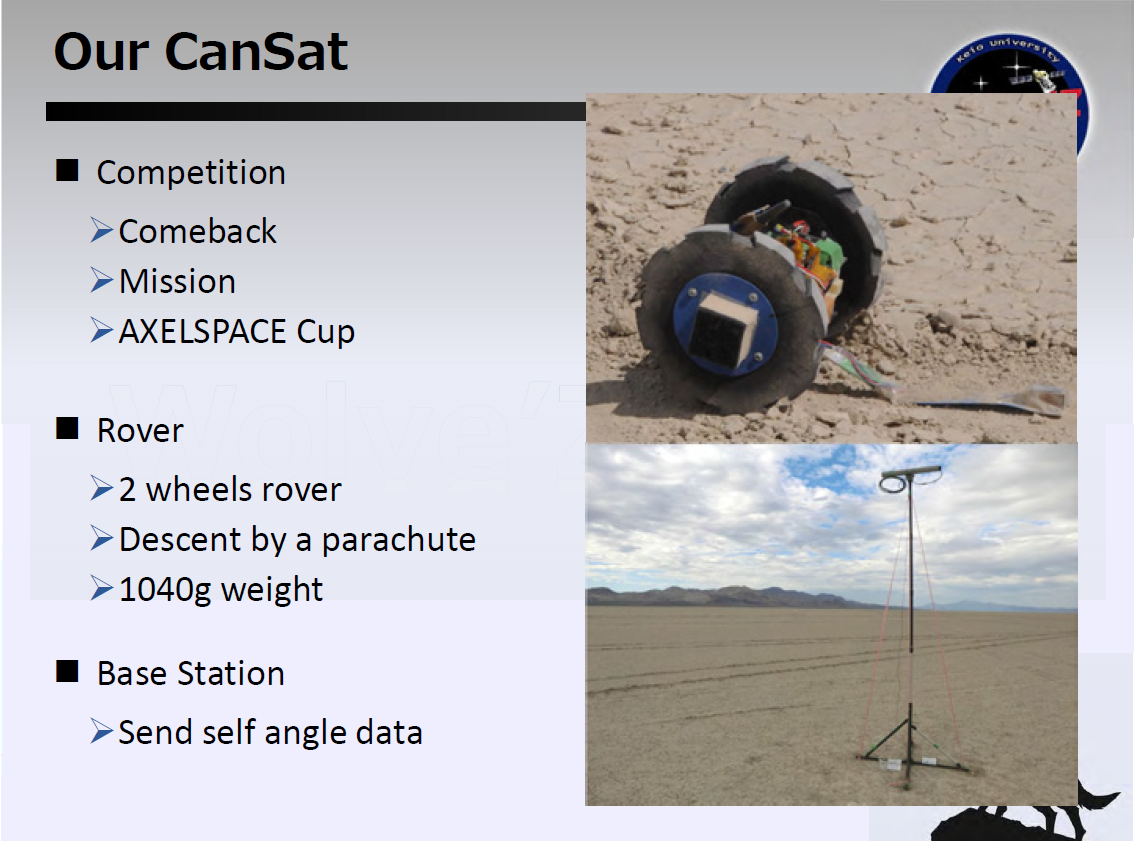 Our CanSat
Keio University
Competition
Comeback
Mission
AXELSPACE Cup
Rover
2 wheels rover
Descent by a parachute
1040g weight
Base Station
Send self angle data